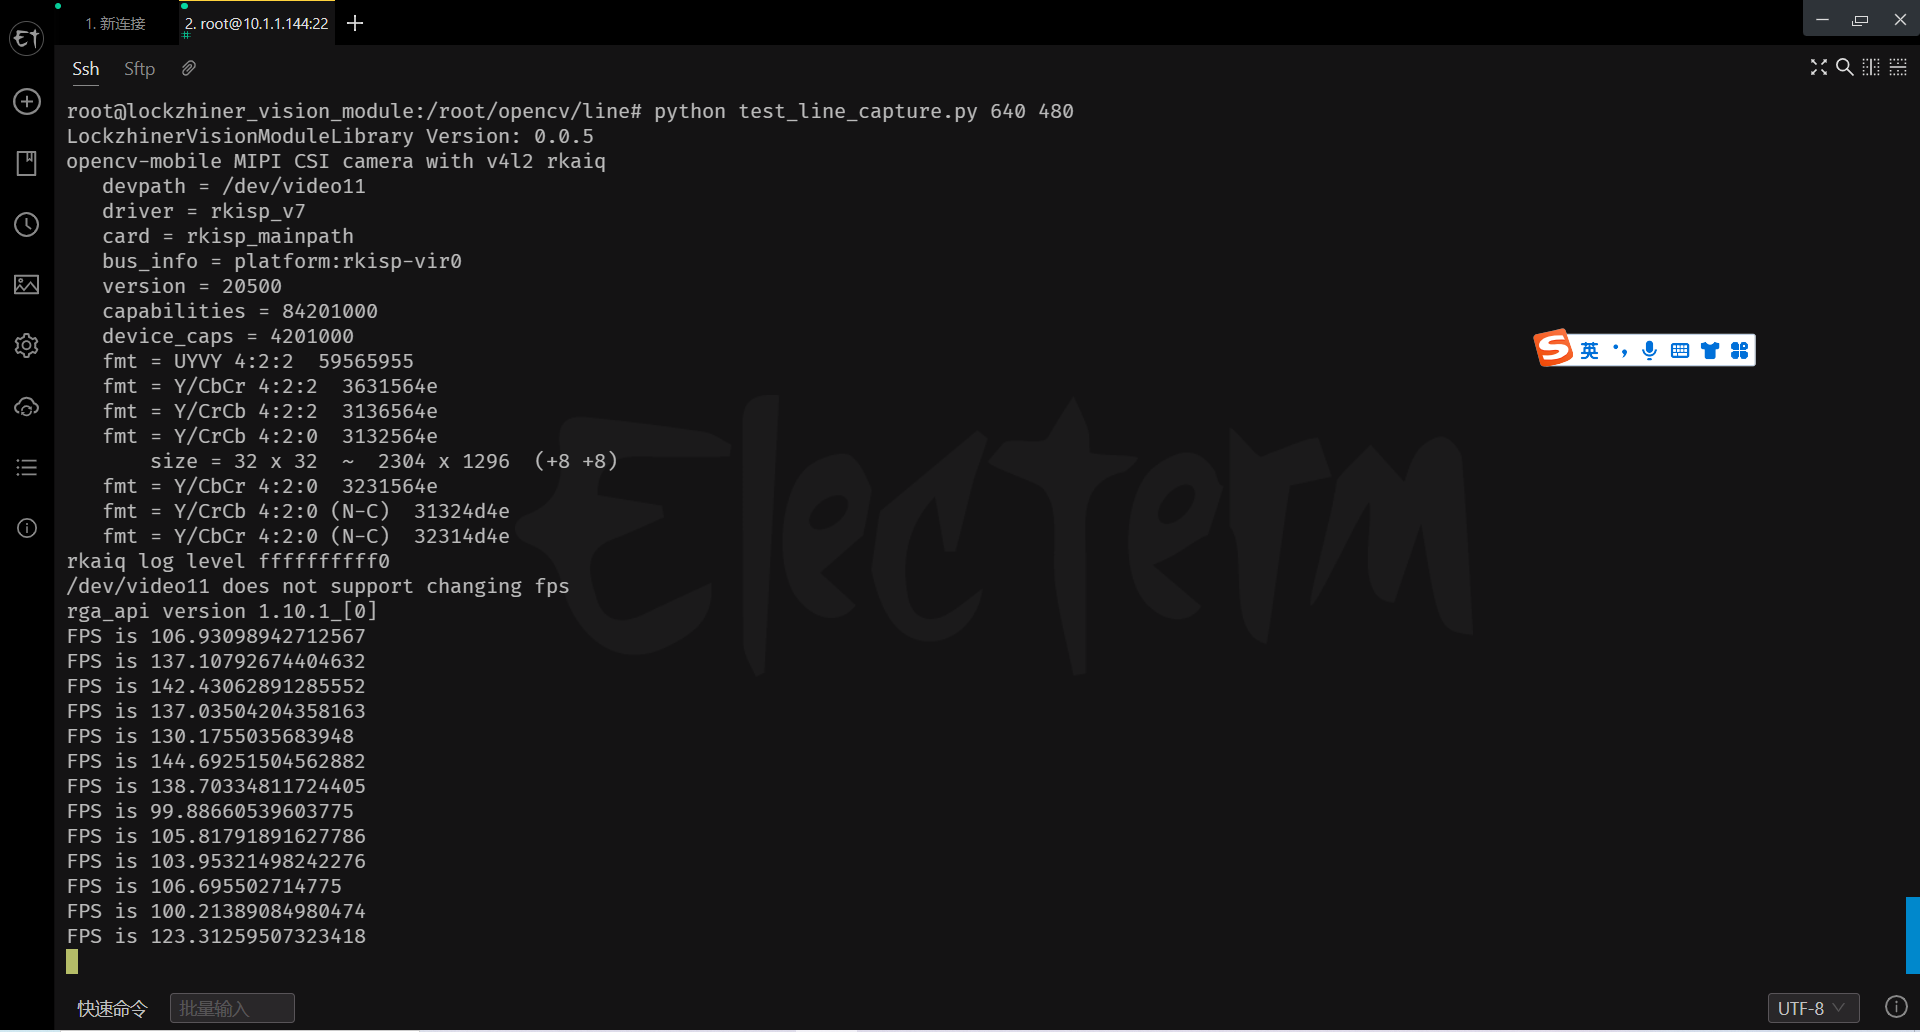 1. 新连接
2. root@10.1.1.144:22
#
Ssh
Sftp
root@lockzhiner_vision_module:/root/opencv/line# python test_line_capture.py 640 480
LockzhinerVisionModuleLibrary Version: 0.0.5
opencv-mobile MIPI CSI camera with v4l2 rkaiq
devpath = /dev/video11
driver = rkisp_v7
card = rkisp_mainpath
bus_info = platform:rkisp-vir0
version = 20500
capabilities = 84201000
device_caps = 4201000
fmt = UYVY 4:2:2 59565955
fmt = Y/CbCr 4:2:2 3631564e
fmt = Y/CrCb 4:2:2 3136564e
fmt = Y/CrCb 4:2:0 3132564e
size = 32 x 32 ~ 2304 x 1296 (+8 +8)
fmt = Y/CbCr 4:2:0 3231564e
fmt = Y/CrCb 4:2:0 (N-C) 31324d4e
fmt = Y/CbCr 4:2:0 (N-C) 32314d4e
rkaiq log level ffffffffff0
/dev/video11 does not support changing fps
rga_api version 1.10.1_[0]
FPS is 106.93098942712567
FPS is 137.10792674404632
FPS is 142.43062891285552
FPS is 137.03504204358163
FPS is 130.1755035683948
FPS is 144.69251504562882
FPS is 138.70334811724405
FPS is 99.88660539603775
FPS is 105.81791891627786
FPS is 103.95321498242276
FPS is 106.695502714775
FPS is 100.21389084980474
FPS is 123.31259507323418
Electerm
英
快速命令
批量输入
UTF-8